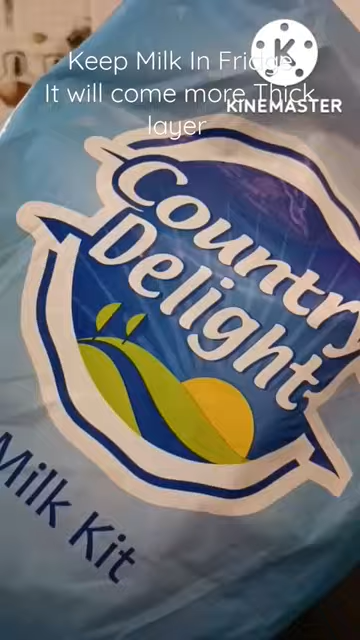 Keep Milk In Fridge
It will come more Thick
layer
KINEMASTER
Country
Delight
Milk Kit